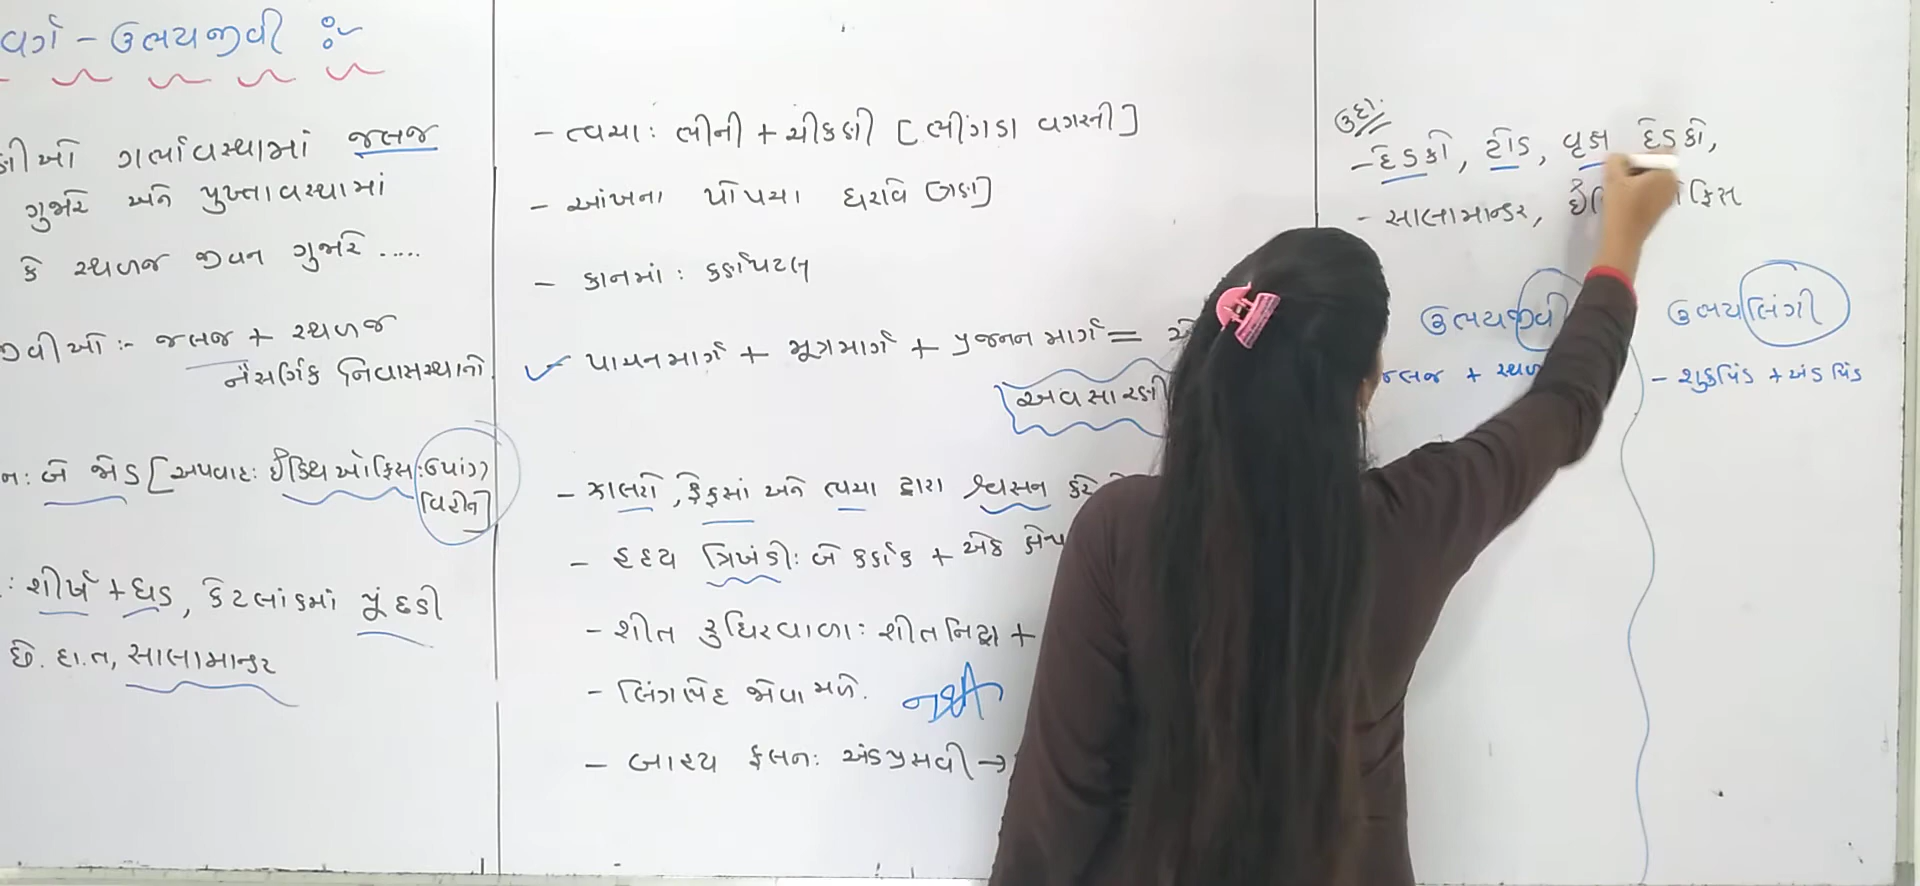 વર્ગ - ઉભયજીવી :~
ગર્ભાવસ્થામાં જલજ
ગુજારે અને પુખ્તાવસ્થામાં
કે સ્થળજ જીવન ગુજારે .....
જલજ + સ્થળજ
નૈસર્ગિક નિવાસસ્થાનો
બે જોડ [અપવાદ: ઈક્થિઓફિસ: ઉપાંગ
વિહીન]
: શીર્ષ + ધડ, કેટલાંકમાં પૂંછડી
છે. દા.ત, સાલામાન્ડર
- ત્વચા: ભીની + ચીકણી [ભીંગડા વગરની]
- આંખના પોપચા ધરાવે
- કાનમાં : કર્ણપટલ
પાચનમાર્ગ + મૂત્રમાર્ગ + પ્રજનન માર્ગ =
અવસારણી
- ઝાલરો, ફેફસાં અને ત્વચા દ્વારા શ્વસન કરે
- હૃદય ત્રિખંડી: બે કર્ણક + એક ક્ષેપ
- શીત રુધિરવાળા: શીતનિદ્રા +
- લિંગભેદ જોવા મળે. નથી
- બાહ્ય ફલન: અંડપ્રસવી →
ઉદા.
- દેડકો, ટોડ, વૃક્ષ દેડકો,
- સાલામાન્ડર,
ઉભયજીવી
જલજ + સ્થળ
ઉભયલિંગી
- શુક્રપિંડ + અંડપિંડ